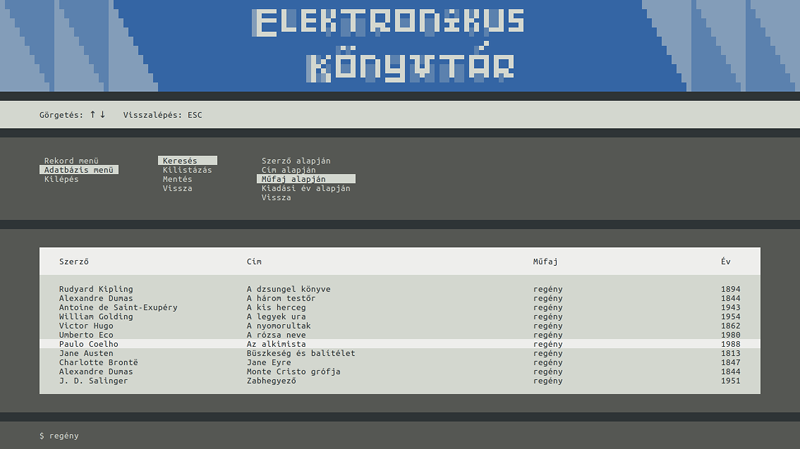 ELEKTRONIKUS
KÖNYVTÁR
Görgetés: ↑ ↓ Visszalépés: ESC
Rekord menü Keresés Szerző alapján
Adatbázis menü Kilistázás Cím alapján
Kilépés Mentés Műfaj alapján
Vissza Kiadási év alapján
Vissza
Szerző Cím Műfaj Év
Rudyard Kipling A dzsungel könyve regény 1894
Alexandre Dumas A három testőr regény 1844
Antoine de Saint-Exupéry A kis herceg regény 1943
William Golding A legyek ura regény 1954
Victor Hugo A nyomorultak regény 1862
Umberto Eco A rózsa neve regény 1980
Paulo Coelho Az alkimista regény 1988
Jane Austen Büszkeség és balítélet regény 1813
Charlotte Brontë Jane Eyre regény 1847
Alexandre Dumas Monte Cristo grófja regény 1844
J. D. Salinger Zabhegyező regény 1951
$ regény